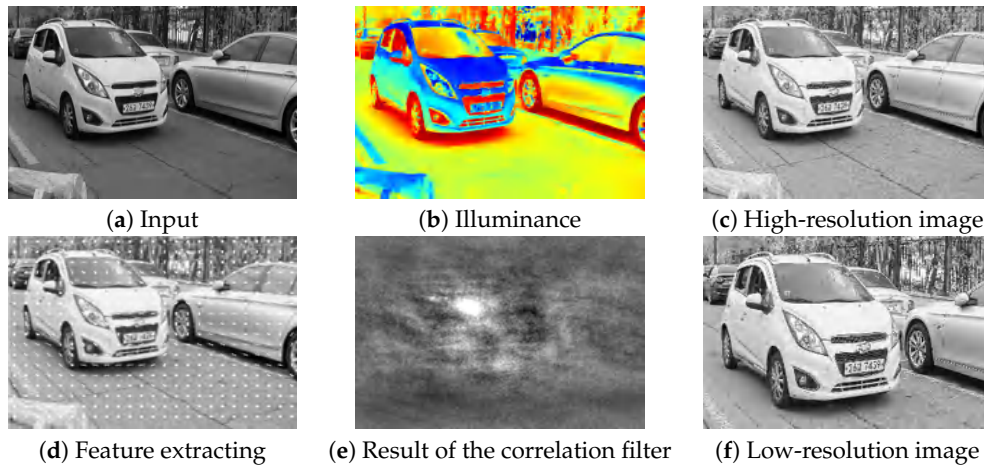 (a) Input
(b) Illuminance
(c) High-resolution image
(d) Feature extracting
(e) Result of the correlation filter
(f) Low-resolution image